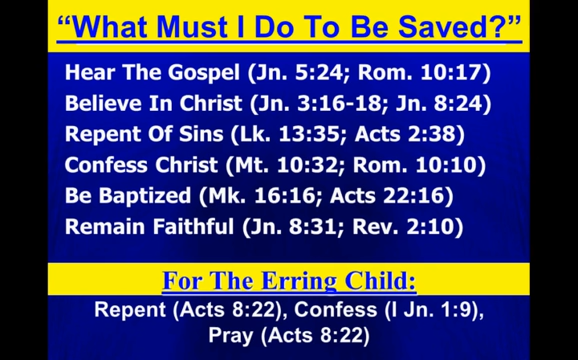 “What Must I Do To Be Saved?”
Hear The Gospel (Jn. 5:24; Rom. 10:17)
Believe In Christ (Jn. 3:16-18; Jn. 8:24)
Repent Of Sins (Lk. 13:35; Acts 2:38)
Confess Christ (Mt. 10:32; Rom. 10:10)
Be Baptized (Mk. 16:16; Acts 22:16)
Remain Faithful (Jn. 8:31; Rev. 2:10)
For The Erring Child:
Repent (Acts 8:22), Confess (I Jn. 1:9),
Pray (Acts 8:22)